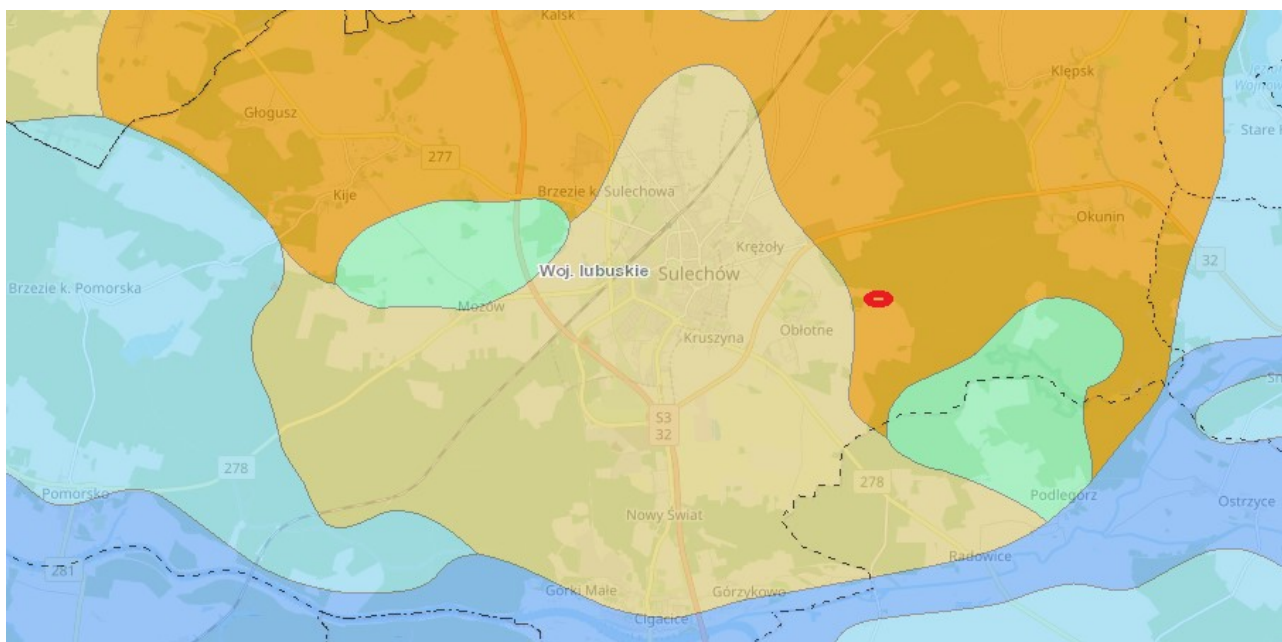 Kalsk
Klępsk
Głogusz
277
Kije
Brzezie k. Sulechowa
Okunin
Krężoły
Woj. lubuskie
Sulechów
32
Brzezie k. Pomorska
Mozów
Obłotne
Kruszyna
S3
32
278
278
Pomorsko
Podlegórz
Ostrzyce
Nowy Świat
Radowice
281
Górki Małe
Górzykowo
Cigacice